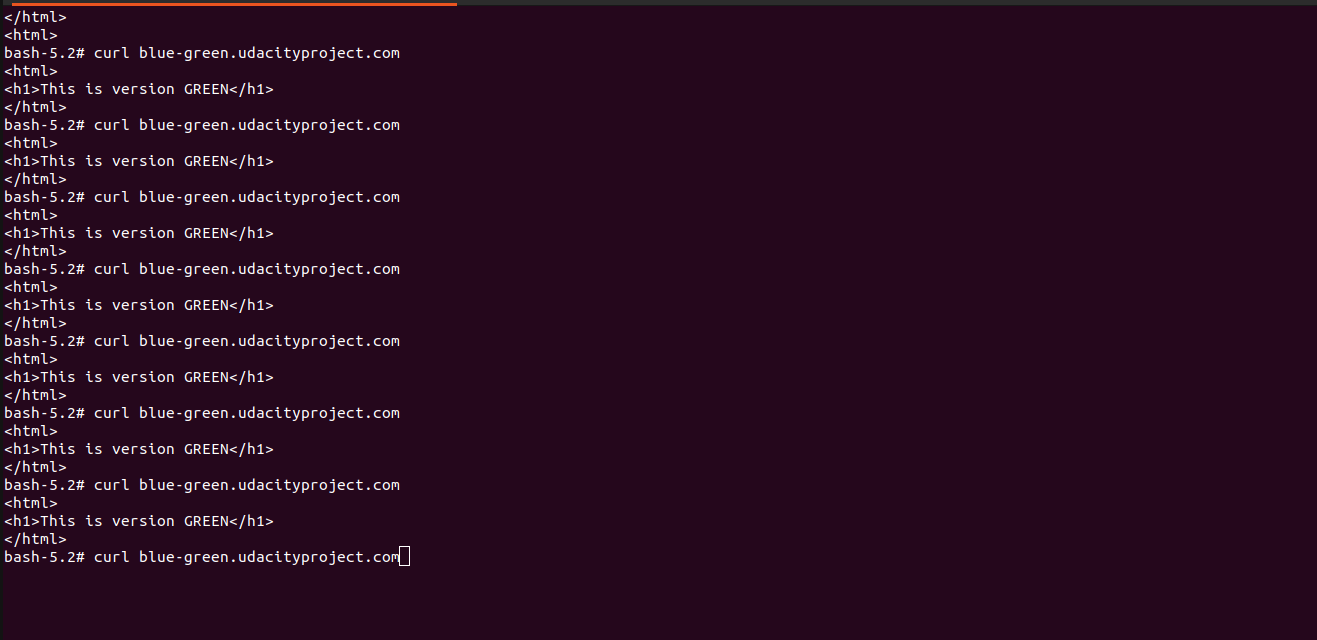 </html>
<html>
bash-5.2# curl blue-green.udacityproject.com
<html>
<h1>This is version GREEN</h1>
</html>
bash-5.2# curl blue-green.udacityproject.com
<html>
<h1>This is version GREEN</h1>
</html>
bash-5.2# curl blue-green.udacityproject.com
<html>
<h1>This is version GREEN</h1>
</html>
bash-5.2# curl blue-green.udacityproject.com
<html>
<h1>This is version GREEN</h1>
</html>
bash-5.2# curl blue-green.udacityproject.com
<html>
<h1>This is version GREEN</h1>
</html>
bash-5.2# curl blue-green.udacityproject.com
<html>
<h1>This is version GREEN</h1>
</html>
bash-5.2# curl blue-green.udacityproject.com
<html>
<h1>This is version GREEN</h1>
</html>
bash-5.2# curl blue-green.udacityproject.com